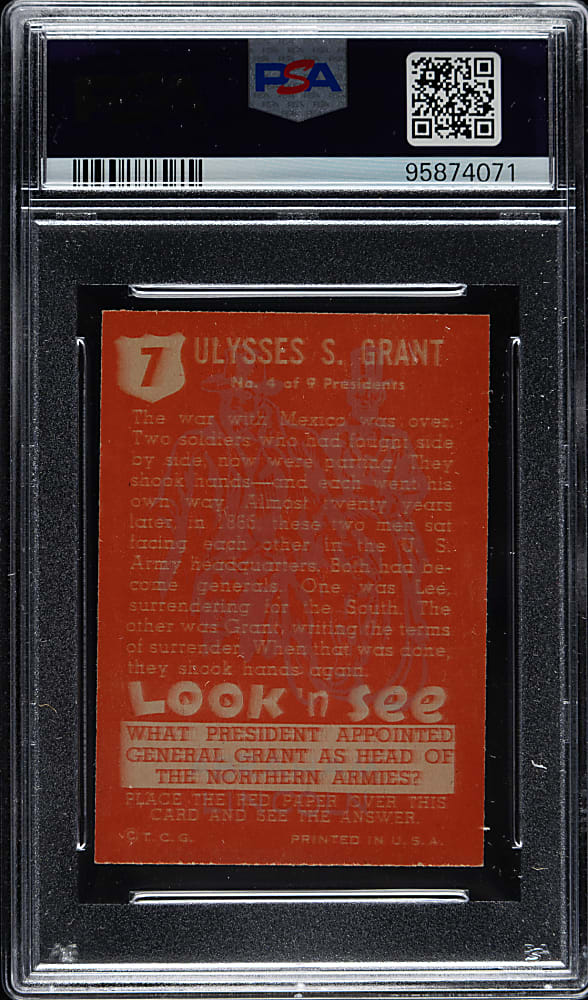 PSA
95874071
7
ULYSSES S. GRANT
No. 4 of 9 Presidents
The war with Mexico was over.
Two soldiers who had fought side
by side, now were parting. They
shook hands—and each went his
own way. Almost twenty years
later, in 1865, these two men sat
facing each other in the U. S.
Army headquarters. Both had be-
come generals. One was Lee,
surrendering for the South. The
other was Grant, writing the terms
of surrender. When that was done,
they shook hands again.
LOOK 'n SEE
WHAT PRESIDENT APPOINTED
GENERAL GRANT AS HEAD OF
THE NORTHERN ARMIES?
PLACE THE RED PAPER OVER THIS
CARD AND SEE THE ANSWER.
© T. C. G. PRINTED IN U. S. A.